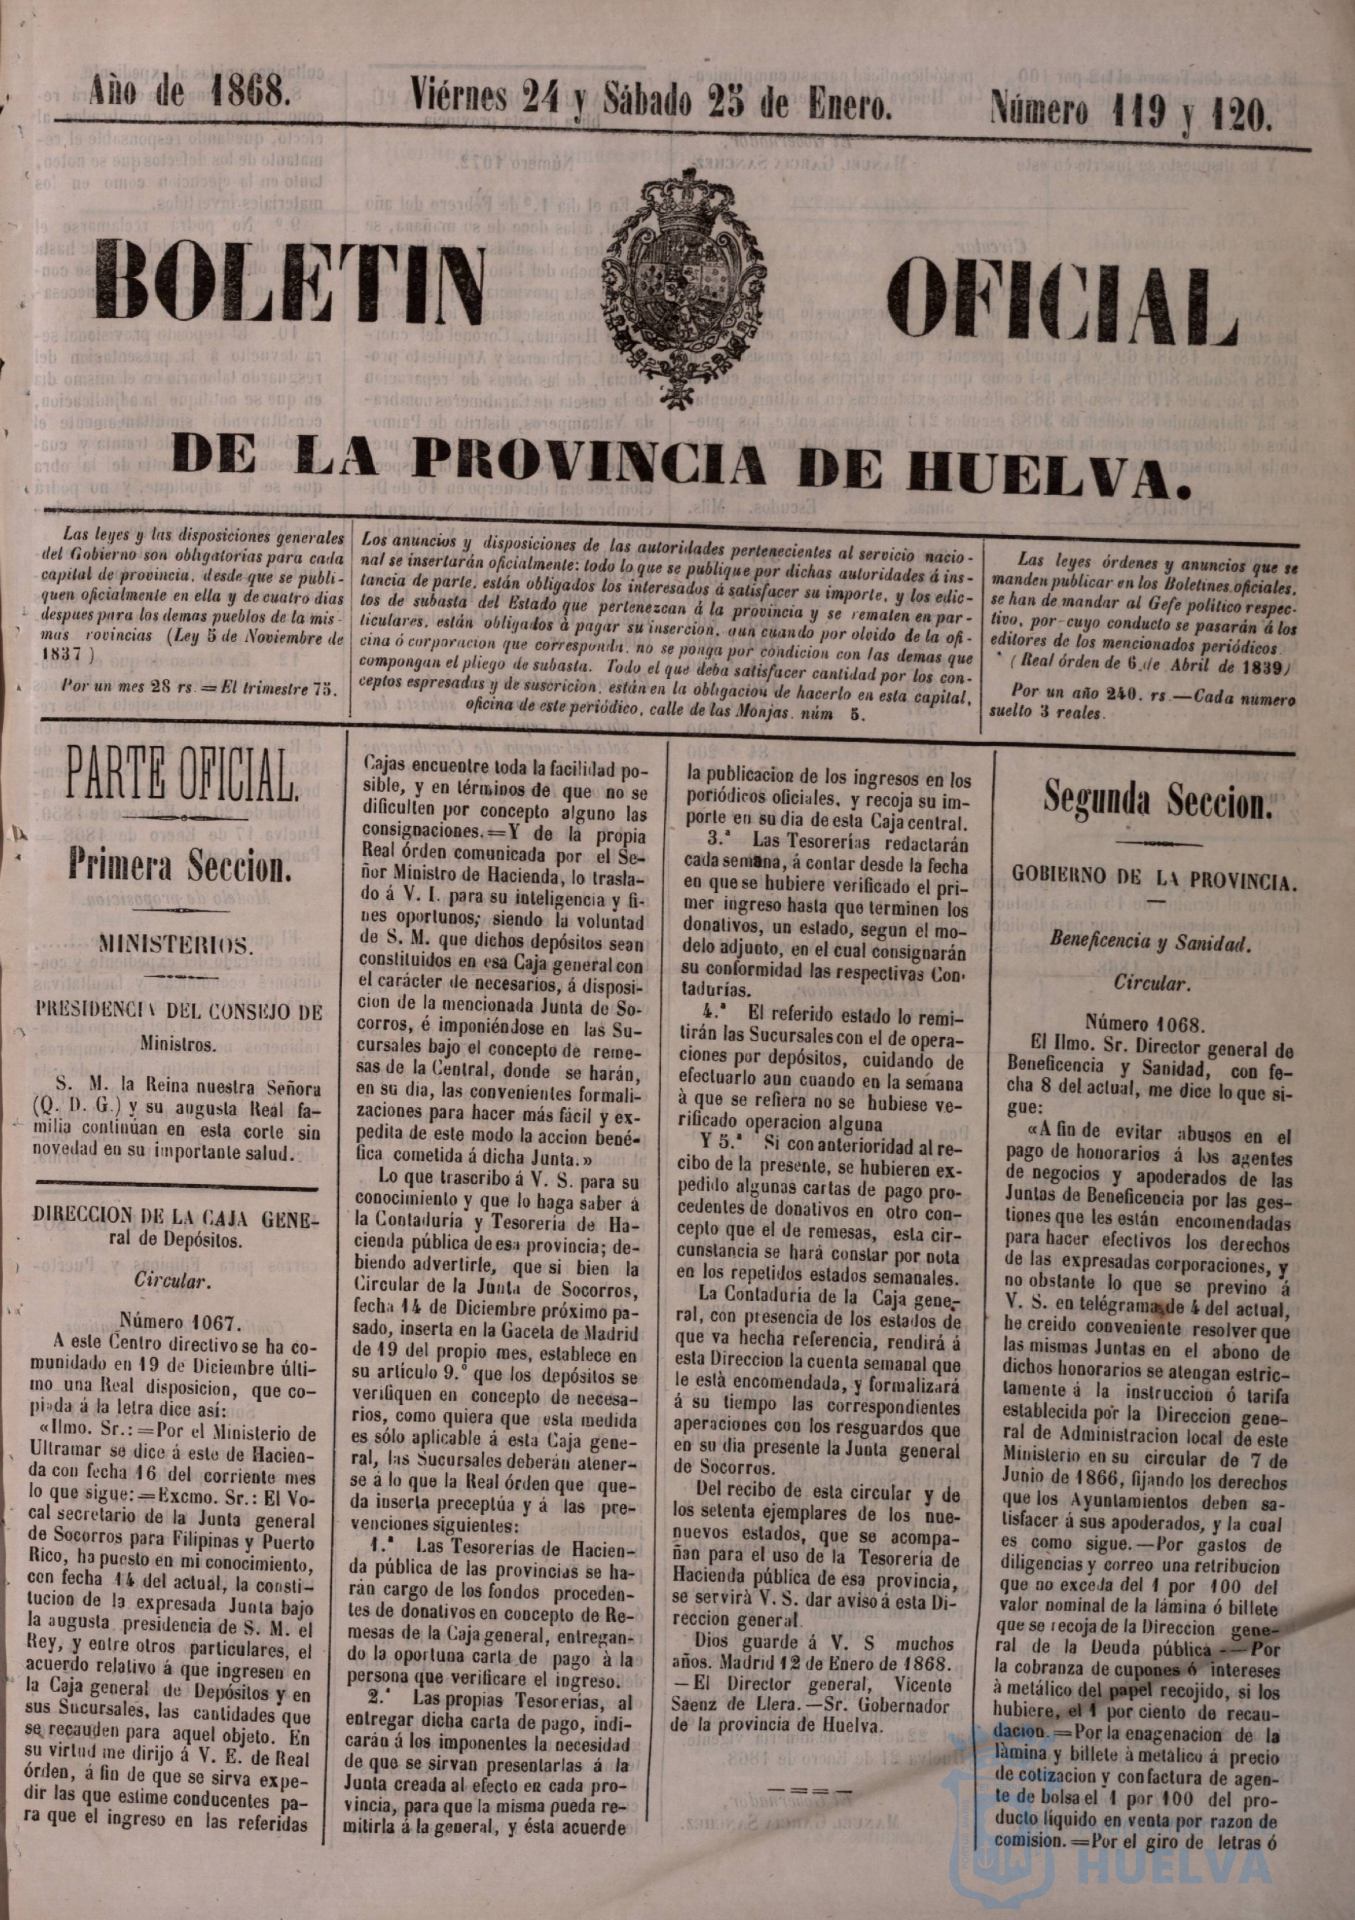 Año de 1868.
Viérnes 24 y Sábado 25 de Enero.
Número 119 y 120.
BOLETIN OFICIAL
DE LA PROVINCIA DE HUELVA.
Las leyes y las disposiciones generales
del Gobierno son obligatorias para cada
capital de provincia, desde que se publi-
quen oficialmente en ella y de cuatro dias
despues para los demas pueblos de la mis-
mas rovincias (Ley 5 de Noviembre de
1837)
Por un mes 28 rs.=El trimestre 75.
Los anuncios y disposiciones de las autoridades pertenecientes al servicio nacio-
nal se insertarán oficialmente: todo lo que se publique por dichas autoridades á ins-
tancia de parte, están obligados los interesados á satisfacer su importe, y los edic-
tos de subasta del Estado que pertenezcan á la provincia y se rematen en par-
ticulares, están obligados á pagar su insercion, aun cuando por olvido de la ofi-
cina ó corporacion que corresponda, no se ponga por condicion con las demas que
compongan el pliego de subasta. Todo el que deba satisfacer cantidad por los con-
ceptos espresadas y de suscricion, están en la obligacion de hacerlo en esta capital,
oficina de este periódico, calle de las Monjas, núm 5.
Las leyes órdenes y anuncios que se
manden publicar en los Boletines oficiales,
se han de mandar al Gefe politico respec-
tivo, por cuyo conducto se pasarán á los
editores de los mencionados periódicos.
(Real órden de 6 de Abril de 1839)
Por un año 240. rs.—Cada número
suelto 3 reales.
PARTE OFICIAL.
Primera Seccion.
MINISTERIOS.
PRESIDENCIA DEL CONSEJO DE
Ministros.
S. M. la Reina nuestra Señora
(Q. D. G.) y su augusta Real fa-
milia continúan en esta corte sin
novedad en su importante salud.
DIRECCION DE LA CAJA GENE-
ral de Depósitos.
Circular.
Número 1067.
A este Centro directivo se ha co-
munidado en 19 de Diciembre últi-
mo una Real disposicion, que co-
piada á la letra dice así:
«Ilmo. Sr.:=Por el Ministerio de
Ultramar se dice á este de Hacien-
da con fecha 16 del corriente mes
lo que sigue:=Excmo. Sr.: El Vo-
cal secretario de la Junta general
de Socorros para Filipinas y Puerto
Rico, ha puesto en mi conocimiento,
con fecha 14 del actual, la consti-
tucion de la expresada Junta bajo
la augusta presidencia de S. M. el
Rey, y entre otros particulares, el
acuerdo relativo á que ingresen en
la Caja general de Depósitos y en
sus Sucursales, las cantidades que
se recauden para aquel objeto. En
su virtud me dirijo á V. E. de Real
órden, á fin de que se sirva expe-
dir las que estime conducentes pa-
ra que el ingreso en las referidas
Cajas encuentre toda la facilidad po-
sible, y en términos de que no se
dificulten por concepto alguno las
consignaciones.=Y de la propia
Real órden comunicada por el Se-
ñor Ministro de Hacienda, lo trasla-
do á V. I. para su inteligencia y fi-
nes oportunos; siendo la voluntad
de S. M. que dichos depósitos sean
constituidos en esa Caja general con
el carácter de necesarios, á disposi-
cion de la mencionada Junta de So-
corros, é imponiéndose en las Su-
cursales bajo el concepto de reme-
sas de la Central, donde se harán,
en su dia, las convenientes formali-
zaciones para hacer más fácil y ex-
pedita de este modo la accion bené-
fica cometida á dicha Junta.»
Lo que trascribo á V. S. para su
conocimiento y que lo haga saber á
la Contaduría y Tesorería de Ha-
cienda pública de esa provincia; de-
biendo advertirle, que si bien la
Circular de la Junta de Socorros,
fecha 14 de Diciembre próximo pa-
sado, inserta en la Gaceta de Madrid
de 19 del propio mes, establece en
su artículo 9.º que los depósitos se
verifiquen en concepto de necesa-
rios, como quiera que esta medida
es sólo aplicable á esta Caja gene-
ral, las Sucursales deberán atener-
se á lo que la Real órden que que-
da inserta preceptúa y á las pre-
venciones siguientes:
1.ª Las Tesorerías de Hacien-
da pública de las provincias se ha-
rán cargo de los fondos proceden-
tes de donativos en concepto de Re-
mesas de la Caja general, entregan-
do la oportuna carta de pago á la
persona que verificare el ingreso.
2.ª Las propias Tesorerías, al
entregar dicha carta de pago, indi-
carán á los imponentes la necesidad
de que se sirvan presentarlas á la
Junta creada al efecto en cada pro-
vincia, para que la misma pueda re-
mitirla á la general, y ésta acuerde
la publicacion de los ingresos en los
periódicos oficiales, y recoja su im-
porte en su dia de esta Caja central.
3.ª Las Tesorerías redactarán
cada semana, á contar desde la fecha
en que se hubiere verificado el pri-
mer ingreso hasta que terminen los
donativos, un estado, segun el mo-
delo adjunto, en el cual consignarán
su conformidad las respectivas Con-
tadurías.
4.ª El referido estado lo remi-
tirán las Sucursales con el de opera-
ciones por depósitos, cuidando de
efectuarlo aun cuando en la semana
á que se refiera no se hubiese ve-
rificado operacion alguna
Y 5.ª Si con anterioridad al re-
cibo de la presente, se hubieren ex-
pedido algunas cartas de pago pro-
cedentes de donativos en otro con-
cepto que el de remesas, esta cir-
cunstancia se hará constar por nota
en los repetidos estados semanales.
La Contaduría de la Caja gene-
ral, con presencia de los estados de
que va hecha referencia, rendirá á
esta Direccion la cuenta semanal que
le està encomendada, y formalizará
á su tiempo las correspondientes
aperaciones con los resguardos que
en su dia presente la Junta general
de Socorros.
Del recibo de esta circular y de
los setenta ejemplares de los nue-
nuevos estados, que se acompa-
ñan para el uso de la Tesorería de
Hacienda pública de esa provincia,
se servirà V. S. dar aviso á esta Di-
reccion general.
Dios guarde á V. S muchos
años. Madrid 12 de Enero de 1868.
—El Director general, Vicente
Sáenz de Llera.—Sr. Gobernador
de la provincia de Huelva.
Segunda Seccion.
GOBIERNO DE LA PROVINCIA.
Beneficencia y Sanidad.
Circular.
Número 1068.
El Ilmo. Sr. Director general de
Beneficencia y Sanidad, con fe-
cha 8 del actual, me dice lo que si-
gue:
«A fin de evitar abusos en el
pago de honorarios á los agentes
de negocios y apoderados de las
Juntas de Beneficencia por las ges-
tiones que les están encomendadas
para hacer efectivos los derechos
de las expresadas corporaciones, y
no obstante lo que se previno á
V. S. en telégrama de 4 del actual,
he creido conveniente resolver que
las mismas Juntas en el abono de
dichos honorarios se atengan estric-
tamente á la instruccion ó tarifa
establecida por la Direccion gene-
ral de Administracion local de este
Ministerio en su circular de 7 de
Junio de 1866, fijando los derechos
que los Ayuntamientos deben sa-
tisfacer á sus apoderados, y la cual
es como sigue.—Por gastos de
diligencias y correo una retribucion
que no exceda del 1 por 100 del
valor nominal de la lámina ó billete
que se recoja de la Direccion gene-
ral de la Deuda pública.—Por
la cobranza de cupones ó intereses
à metálico del papel recojido, si los
hubiere, el 1 por ciento de recau-
dacion.=Por la enagenacion de la
làmina y billete à metálico á precio
de cotizacion y con factura de agen-
te de bolsa el 1 por 100 del pro-
ducto líquido en venta por razon de
comision.=Por el giro de letras ó
HUELVA